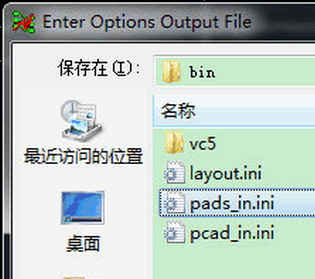 Enter Options Output File
保存在(I): bin
名称
最近访问的位置
桌面
vc5
layout.ini
pads_in.ini
pcad_in.ini